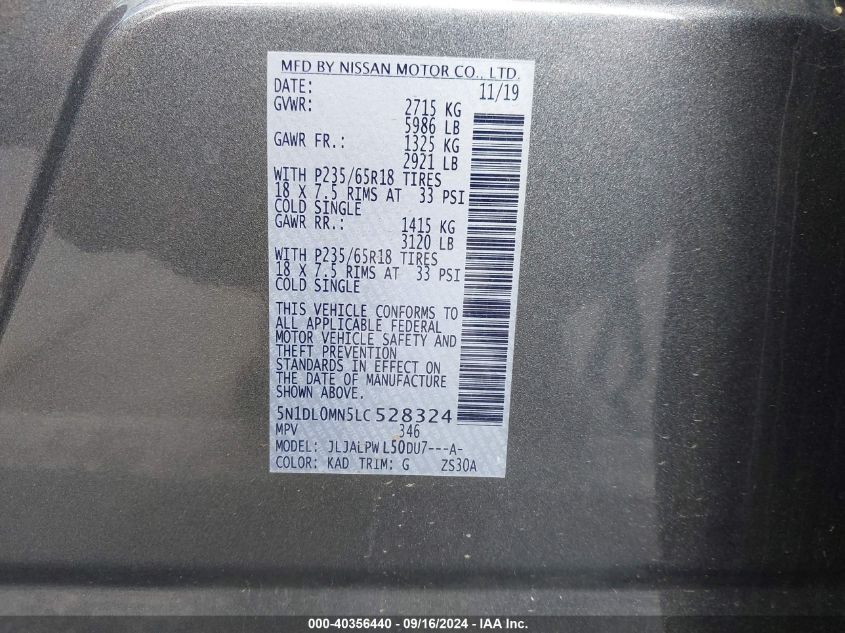 MFD BY NISSAN MOTOR CO., LTD.
DATE: 11/19
GVWR: 2715 KG
5986 LB
GAWR FR.: 1325 KG
2921 LB
WITH P235/65R18 TIRES
18 X 7.5 RIMS AT 33 PSI
COLD SINGLE
GAWR RR.: 1415 KG
3120 LB
WITH P235/65R18 TIRES
18 X 7.5 RIMS AT 33 PSI
COLD SINGLE
THIS VEHICLE CONFORMS TO
ALL APPLICABLE FEDERAL
MOTOR VEHICLE SAFETY AND
THEFT PREVENTION
STANDARDS IN EFFECT ON
THE DATE OF MANUFACTURE
SHOWN ABOVE.
5N1DL0MN5LC528324
MPV 346
MODEL: JLJALPWL50DU7---A-
COLOR: KAD TRIM: G ZS30A
000-40356440 - 09/16/2024 - IAA Inc.